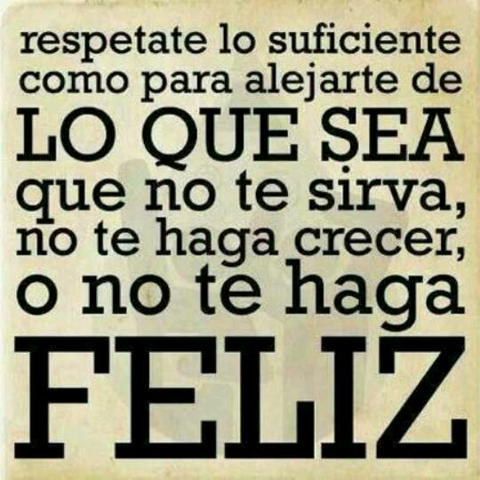 respetate lo suficiente
como para alejarte de
LO QUE SEA
que no te sirva,
no te haga crecer,
o no te haga
FELIZ